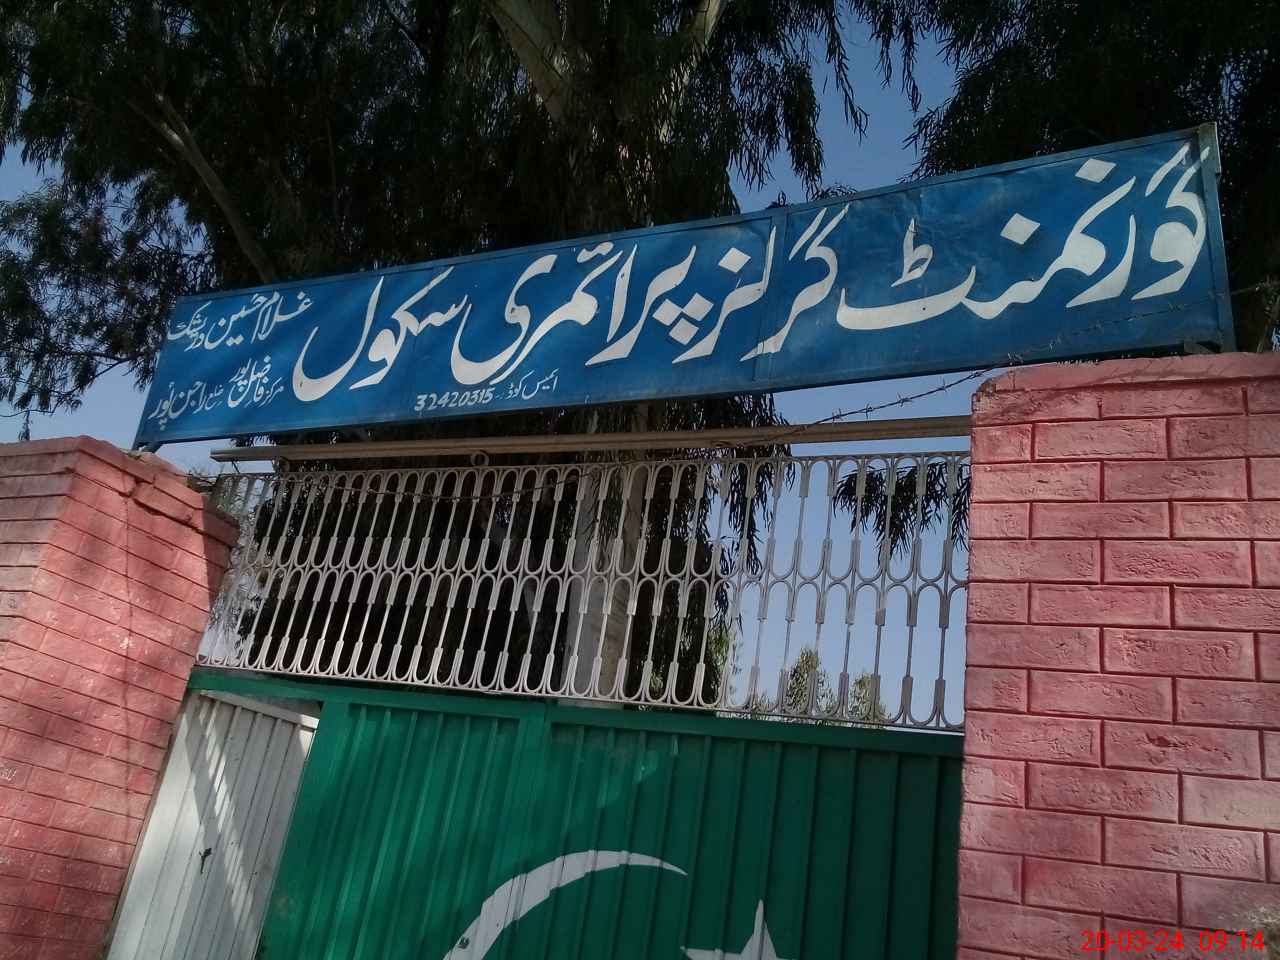 گورنمنٹ گرلز پرائمری سکول
غلام حسین دریشک
مرکز فاضل پور ضلع راجن پور
ایمس کوڈ 32420315
20-03-24 09:14